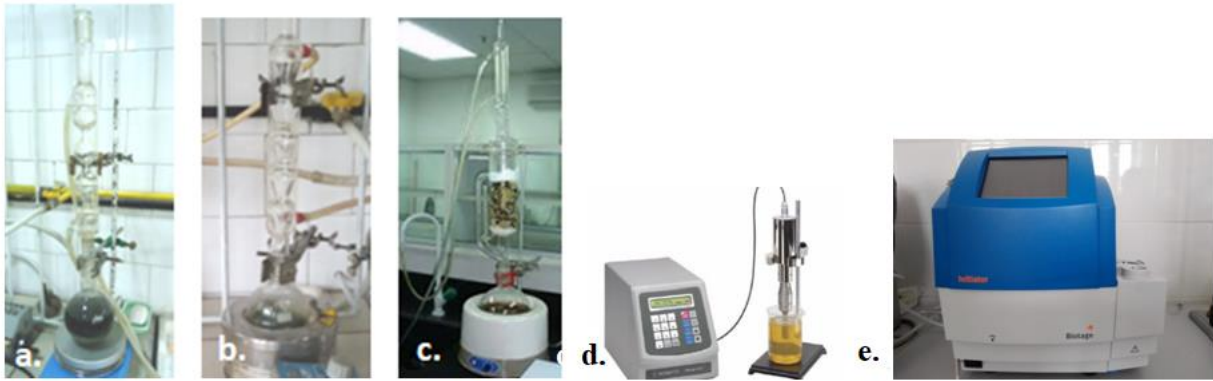 a.
b.
c.
d.
e.
Initiator
Biotage